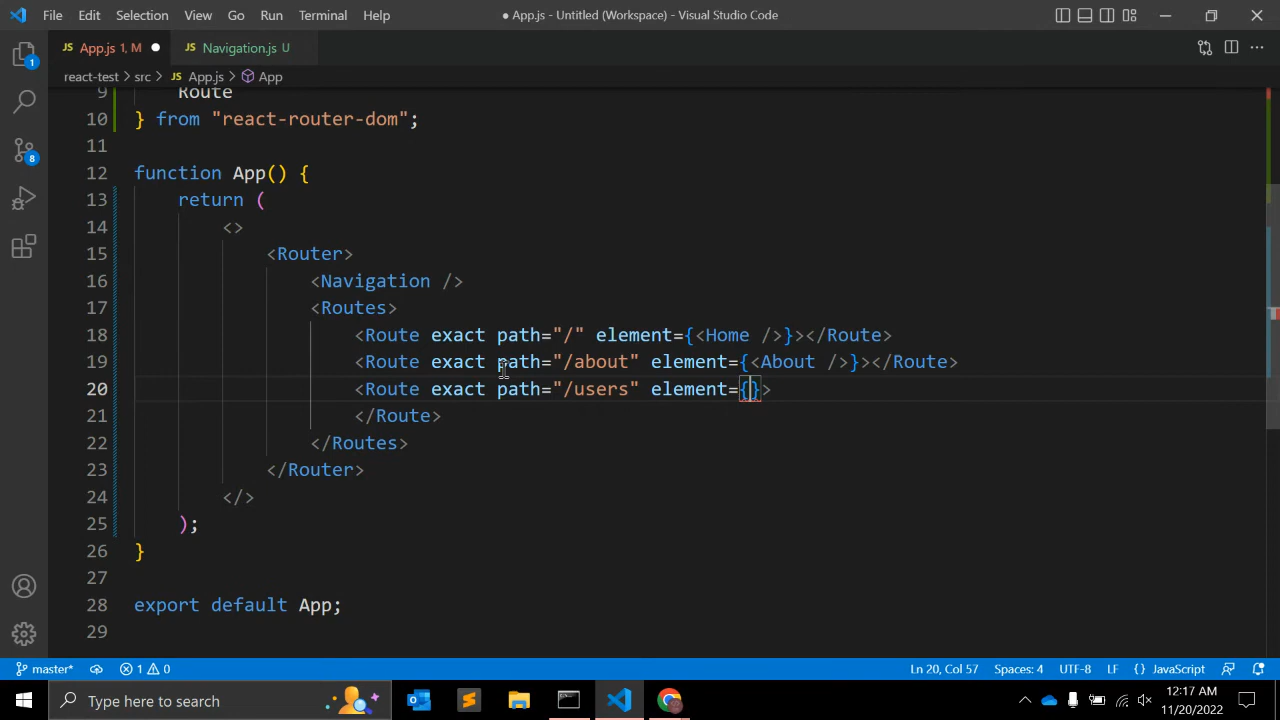 File Edit Selection View Go Run Terminal Help ● App.js - Untitled (Workspace) - Visual Studio Code
JS App.js 1, M JS Navigation.js U
react-test > src > JS App.js > App
9 Route
10 } from "react-router-dom";
11
12 function App() {
13 return (
14 <>
15 <Router>
16 <Navigation />
17 <Routes>
18 <Route exact path="/" element={<Home />}></Route>
19 <Route exact path="/about" element={<About />}></Route>
20 <Route exact path="/users" element={}>
21 </Route>
22 </Routes>
23 </Router>
24 </>
25 );
26 }
27
28 export default App;
29
1
8
master* 1 0 Ln 20, Col 57 Spaces: 4 UTF-8 LF {} JavaScript
Type here to search
12:17 AM
11/20/2022